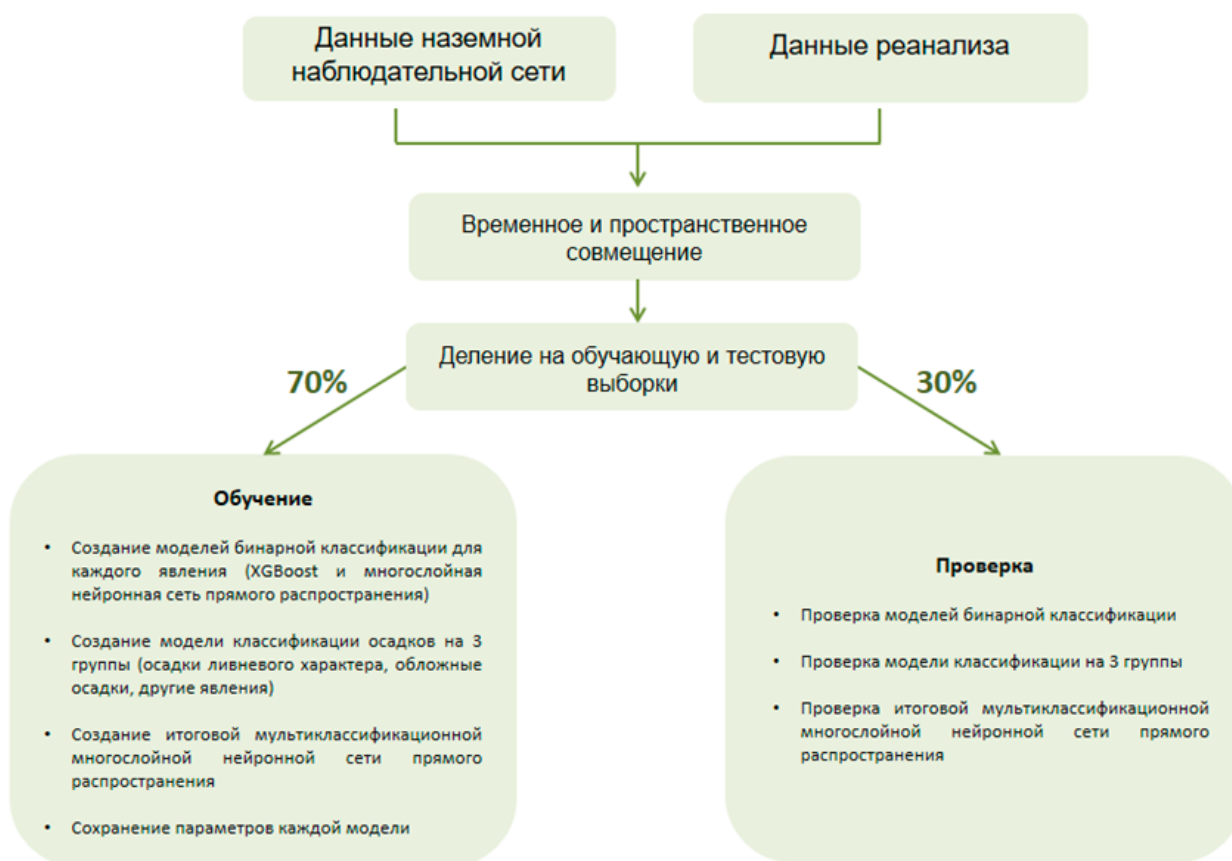 Данные наземной
наблюдательной сети
Данные реанализа
Временное и пространственное
совмещение
Деление на обучающую и тестовую
выборки
70%
30%
Обучение
• Создание моделей бинарной классификации для
каждого явления (XGBoost и многослойная
нейронная сеть прямого распространения)
• Создание модели классификации осадков на 3
группы (осадки ливневого характера, обложные
осадки, другие явления)
• Создание итоговой мультиклассификационной
многослойной нейронной сети прямого
распространения
• Сохранение параметров каждой модели
Проверка
• Проверка моделей бинарной классификации
• Проверка модели классификации на 3 группы
• Проверка итоговой мультиклассификационной
многослойной нейронной сети прямого
распространения